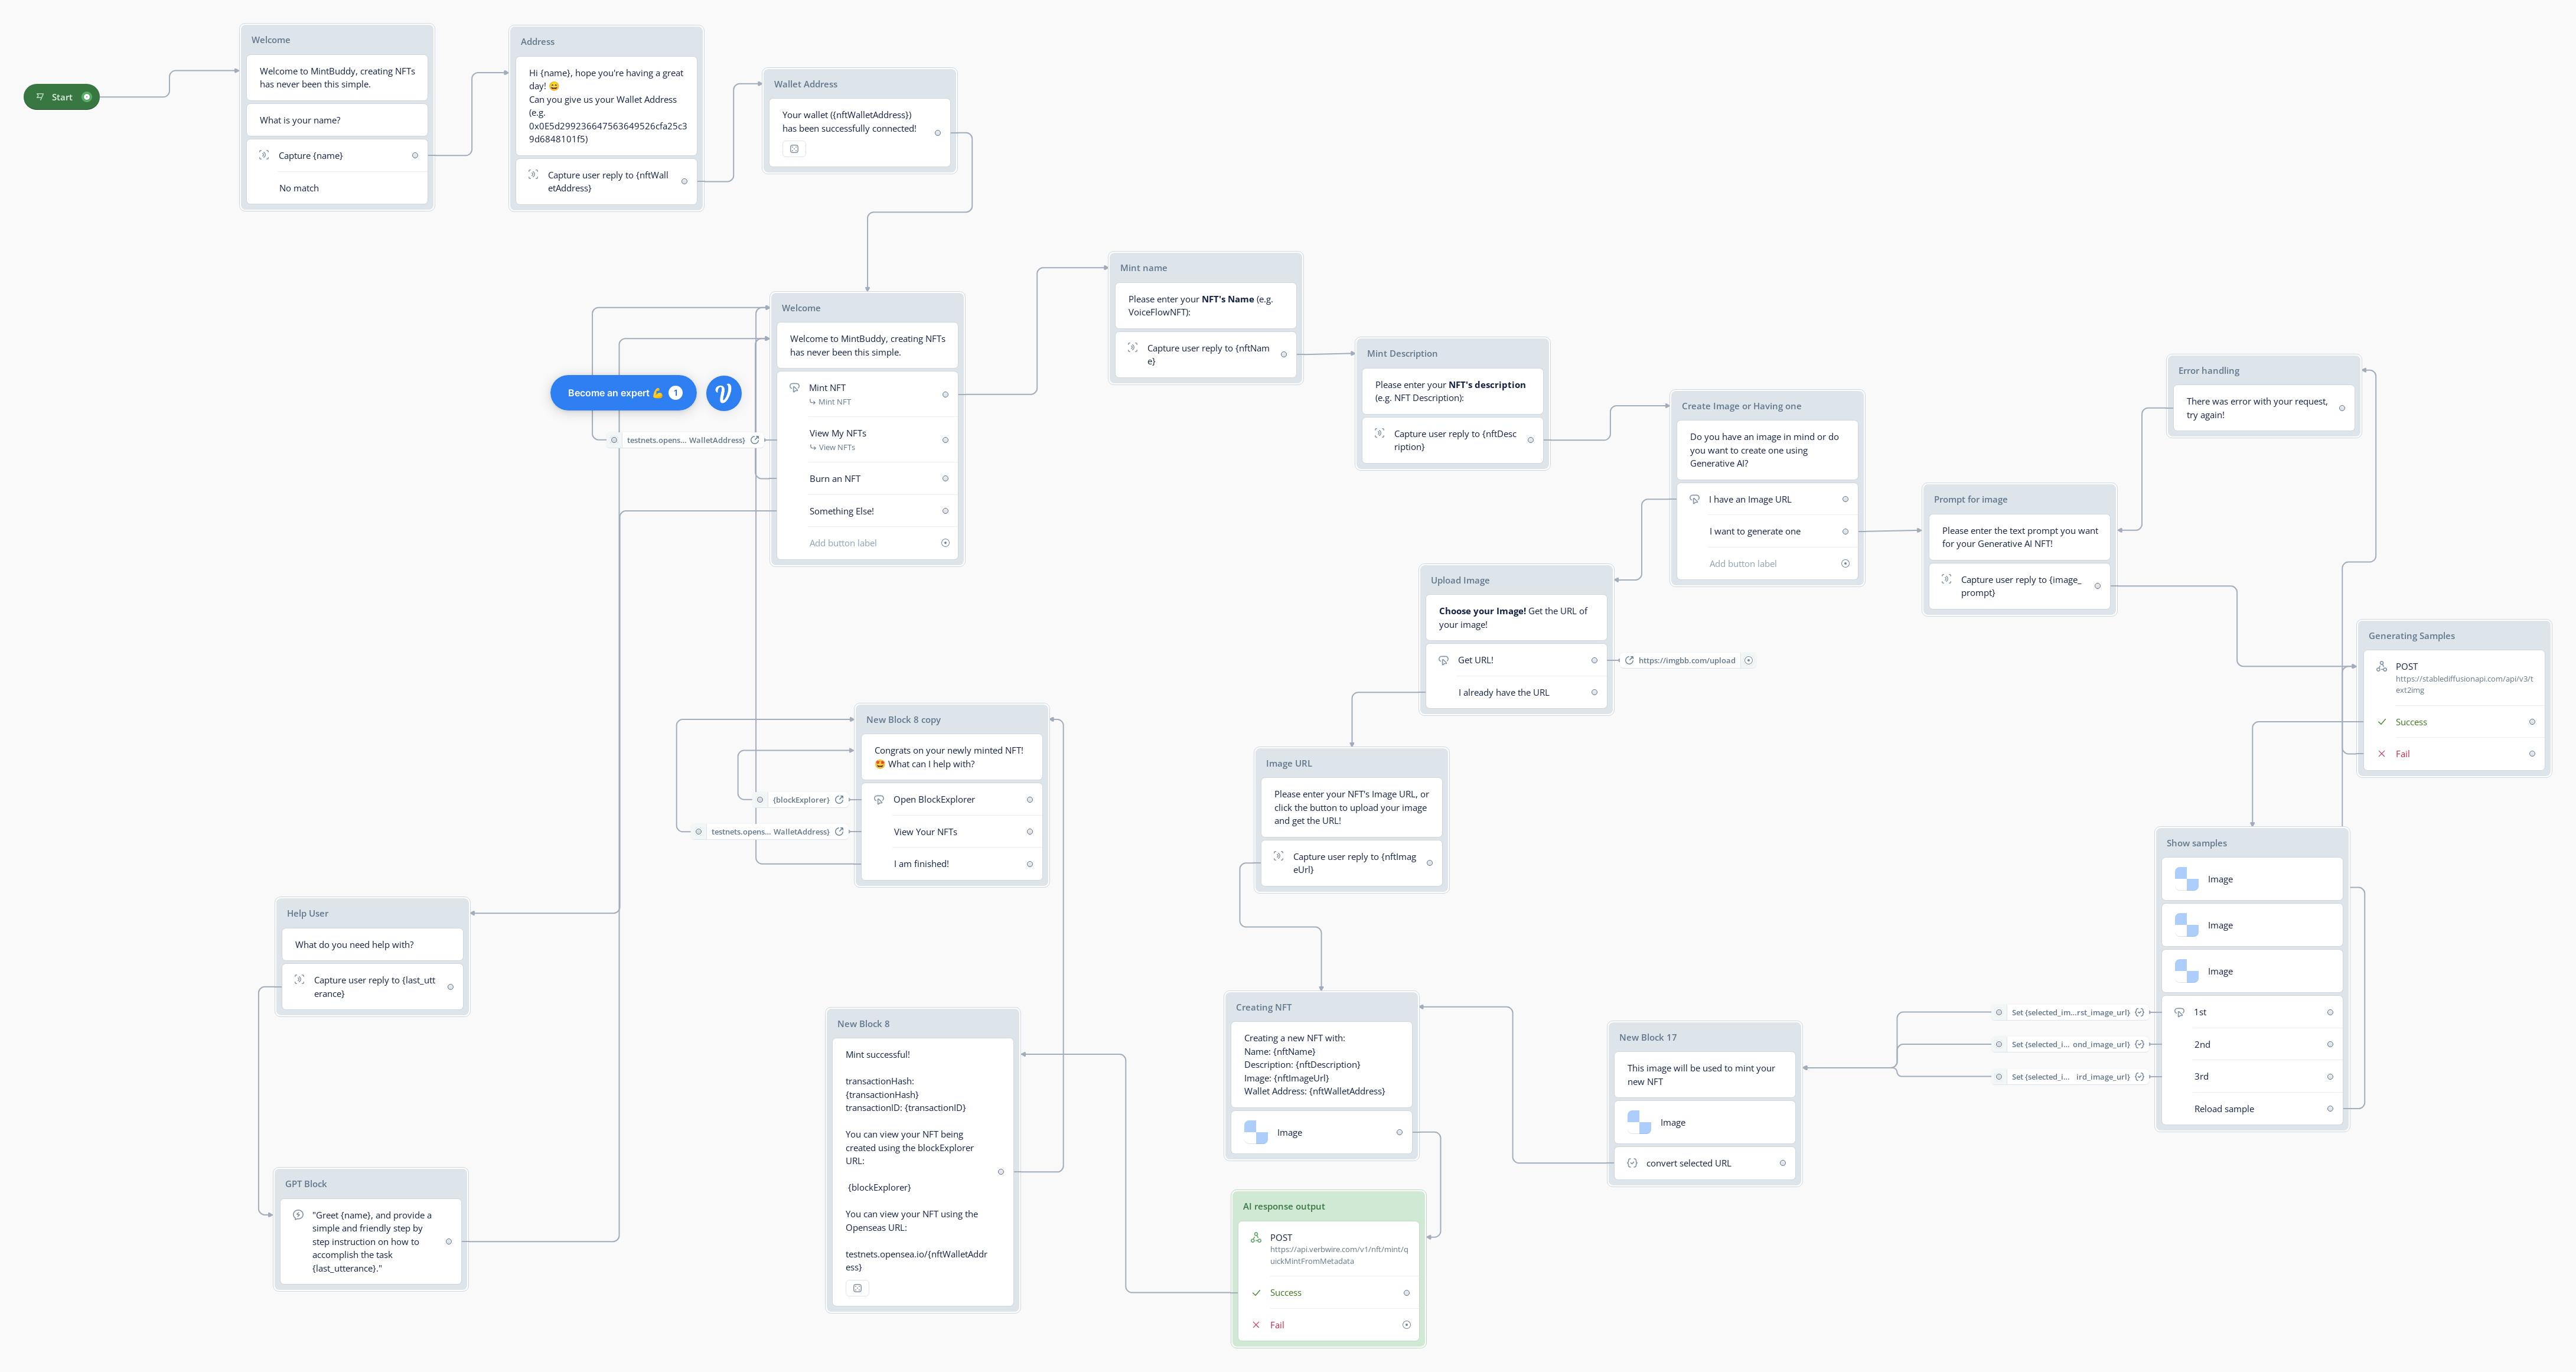 Start
Welcome
Welcome to MintBuddy, creating NFTs
has never been this simple.
What is your name?
Capture {name}
No match
Address
Hi {name}, hope you're having a great
day! 😄
Can you give us your Wallet Address
(e.g.
0x0E5d299236647563649526cfa25c3
9d6848101f5)
Capture user reply to {nftWall
etAddress}
Wallet Address
Your wallet ({nftWalletAddress})
has been successfully connected!
Welcome
Welcome to MintBuddy, creating NFTs
has never been this simple.
Mint NFT
Mint NFT
View My NFTs
View NFTs
Burn an NFT
Something Else!
Add button label
Become an expert 💪 1
testnets.opens... WalletAddress}
Mint name
Please enter your NFT's Name (e.g.
VoiceFlowNFT):
Capture user reply to {nftNam
e}
Mint Description
Please enter your NFT's description
(e.g. NFT Description):
Capture user reply to {nftDesc
ription}
Create Image or Having one
Do you have an image in mind or do
you want to create one using
Generative AI?
I have an Image URL
I want to generate one
Add button label
Error handling
There was error with your request,
try again!
Prompt for image
Please enter the text prompt you want
for your Generative AI NFT!
Capture user reply to {image_
prompt}
Upload Image
Choose your Image! Get the URL of
your image!
Get URL!
I already have the URL
https://imgbb.com/upload
Generating Samples
POST
https://stablediffusionapi.com/api/v3/t
ext2img
Success
Fail
New Block 8 copy
Congrats on your newly minted NFT!
🤩 What can I help with?
Open BlockExplorer
View Your NFTs
I am finished!
{blockExplorer}
testnets.opens... WalletAddress}
Image URL
Please enter your NFT's Image URL, or
click the button to upload your image
and get the URL!
Capture user reply to {nftImag
eUrl}
Show samples
Image
Image
Image
1st
2nd
3rd
Reload sample
Set {selected_im...rst_image_url}
Set {selected_i... ond_image_url}
Set {selected_i... ird_image_url}
Help User
What do you need help with?
Capture user reply to {last_utt
erance}
New Block 8
Mint successful!
transactionHash:
{transactionHash}
transactionID: {transactionID}
You can view your NFT being
created using the blockExplorer
URL:
{blockExplorer}
You can view your NFT using the
Openseas URL:
testnets.opensea.io/{nftWalletAddr
ess}
Creating NFT
Creating a new NFT with:
Name: {nftName}
Description: {nftDescription}
Image: {nftImageUrl}
Wallet Address: {nftWalletAddress}
Image
New Block 17
This image will be used to mint your
new NFT
Image
convert selected URL
GPT Block
"Greet {name}, and provide a
simple and friendly step by
step instruction on how to
accomplish the task
{last_utterance}."
AI response output
POST
https://api.verbwire.com/v1/nft/mint/q
uickMintFromMetadata
Success
Fail